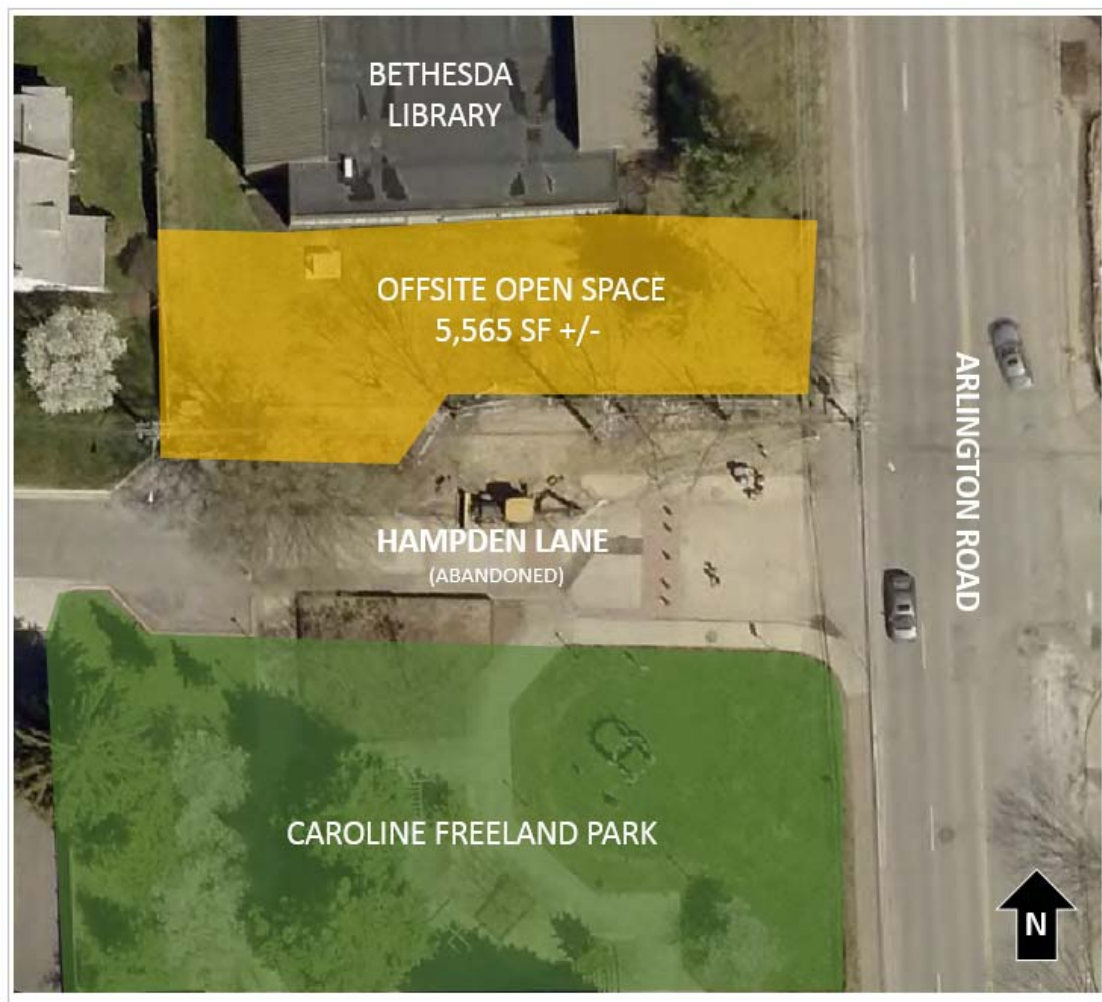 BETHESDA
LIBRARY
OFFSITE OPEN SPACE
5,565 SF +/-
ARLINGTON ROAD
HAMPDEN LANE
(ABANDONED)
CAROLINE FREELAND PARK
N